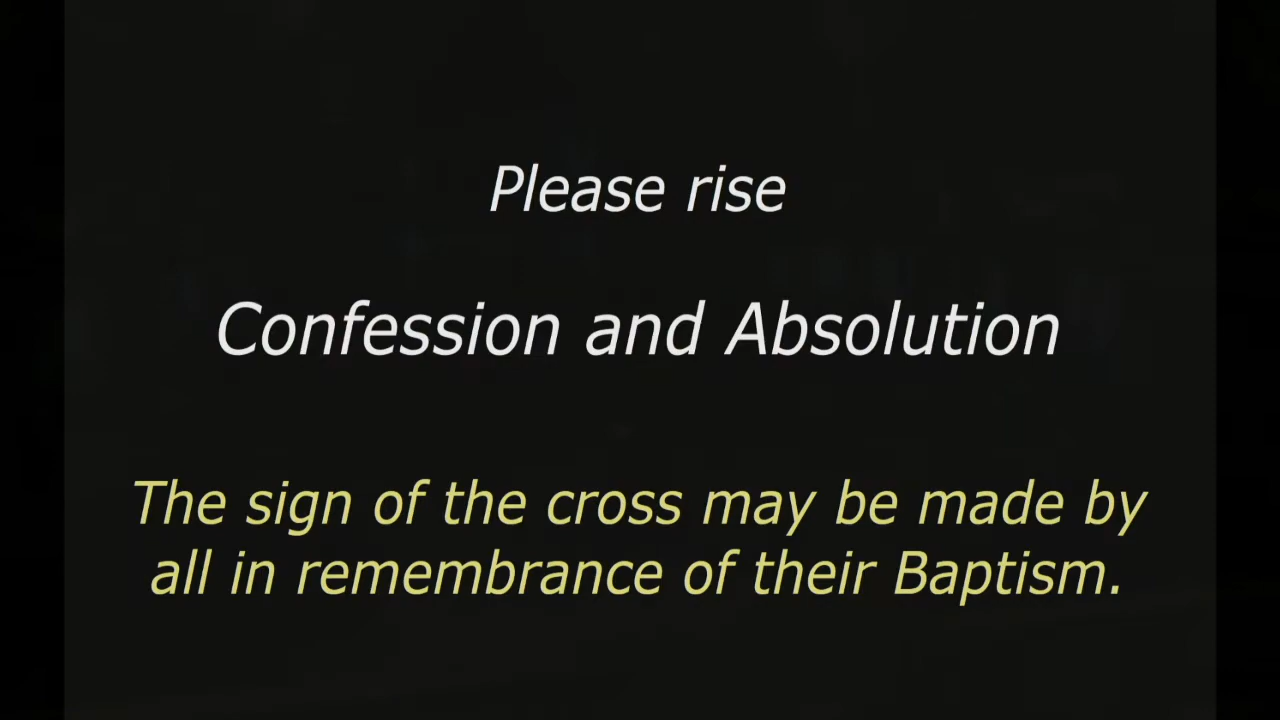 Please rise
Confession and Absolution
The sign of the cross may be made by
all in remembrance of their Baptism.